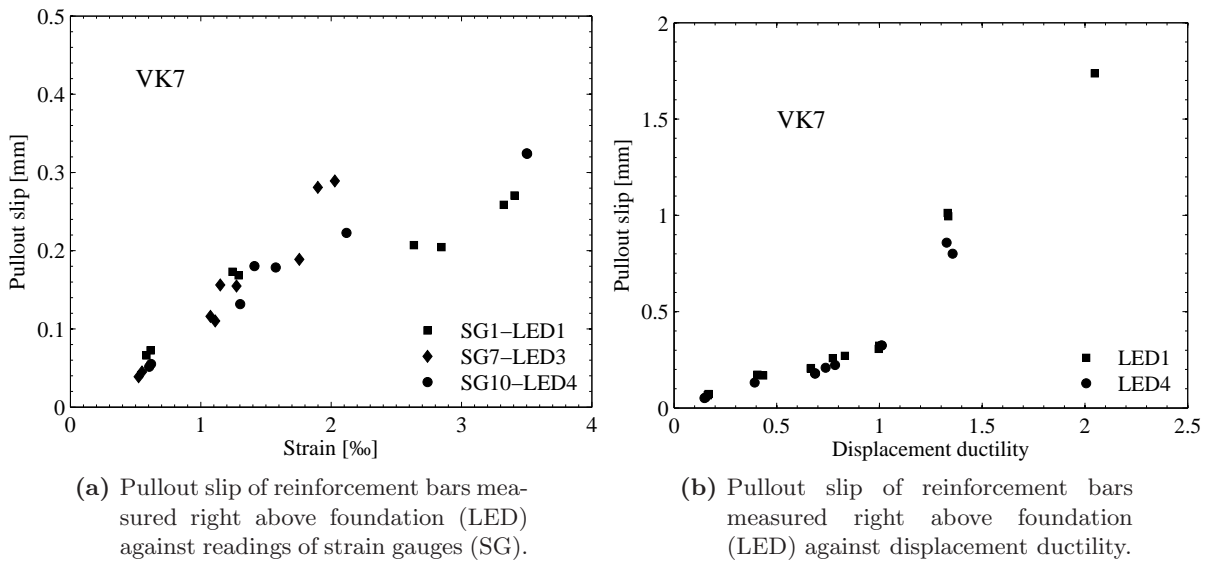 0.5
0.4
0.3
0.2
0.1
0
Pullout slip [mm]
VK7
SG1–LED1
SG7–LED3
SG10–LED4
0 1 2 3 4
Strain [‰]
(a) Pullout slip of reinforcement bars mea-
sured right above foundation (LED)
against readings of strain gauges (SG).
2
1.5
1
0.5
0
Pullout slip [mm]
VK7
LED1
LED4
0 0.5 1 1.5 2 2.5
Displacement ductility
(b) Pullout slip of reinforcement bars
measured right above foundation
(LED) against displacement ductility.